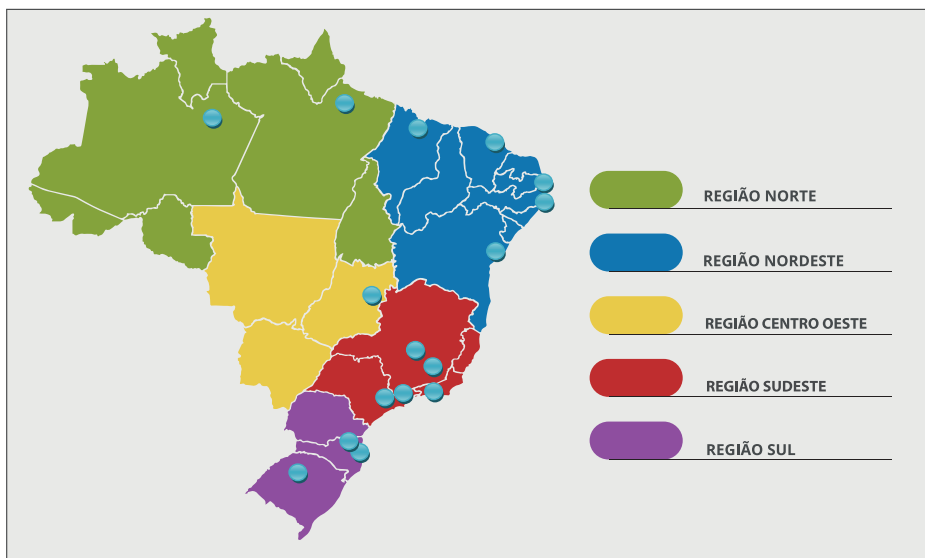 REGIÃO NORTE
REGIÃO NORDESTE
REGIÃO CENTRO OESTE
REGIÃO SUDESTE
REGIÃO SUL